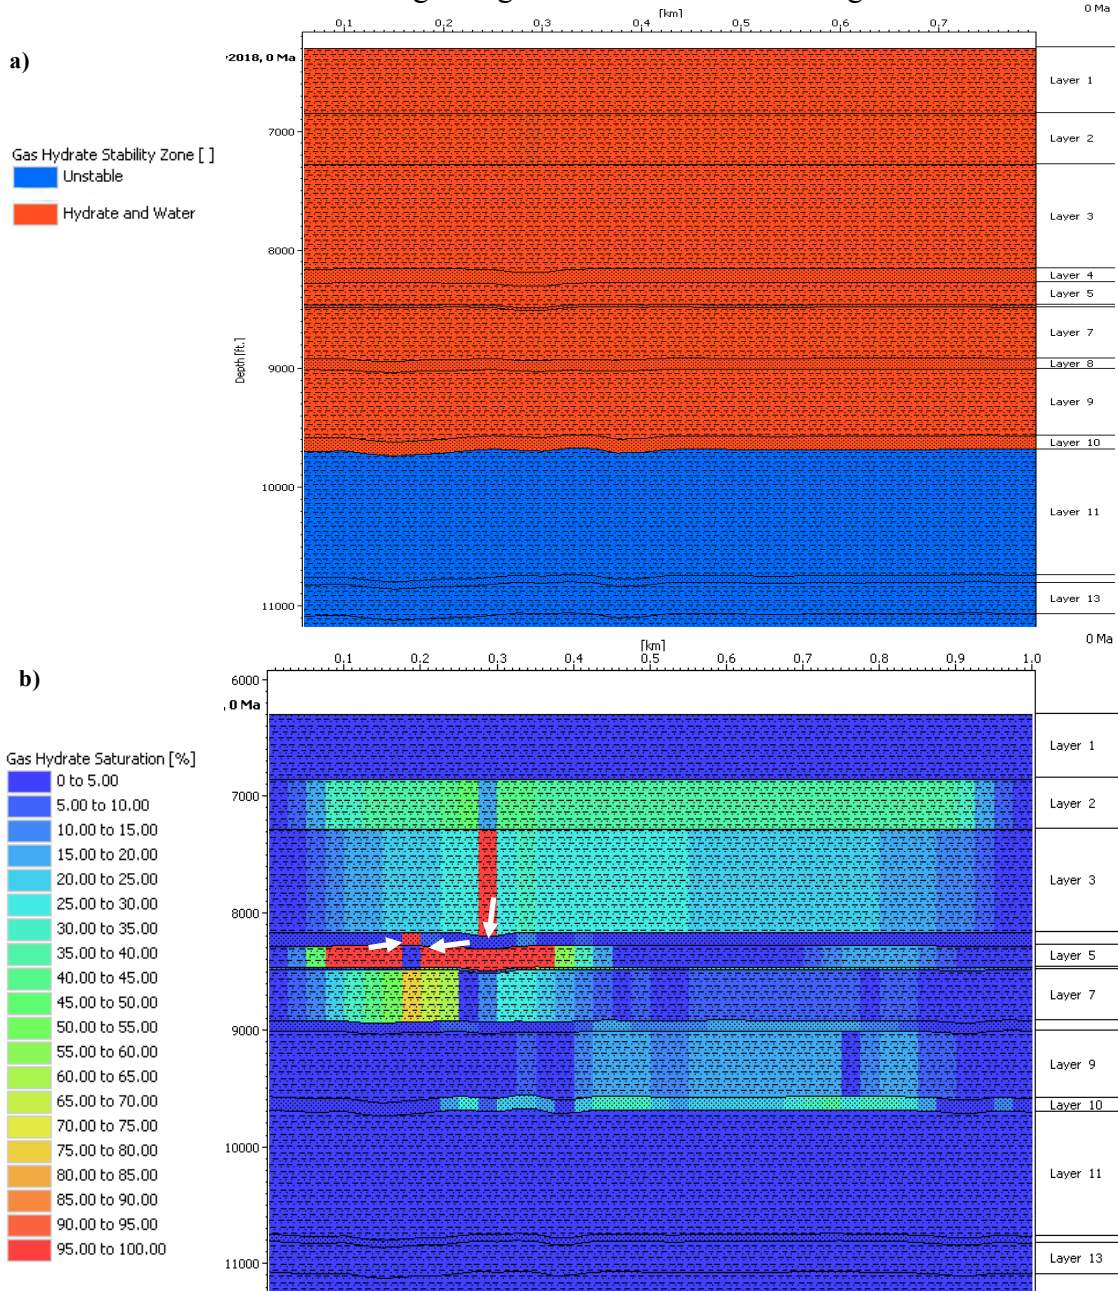 [km]
0 Ma
0.1 0.2 0.3 0.4 0.5 0.6 0.7
a)
v2018, 0 Ma
Layer 1
7000
Layer 2
Gas Hydrate Stability Zone [ ]
Unstable
Hydrate and Water
Layer 3
8000
Layer 4
Layer 5
Layer 7
Depth [ft.]
Layer 8
9000
Layer 9
Layer 10
10000
Layer 11
Layer 13
11000
[km]
0 Ma
0.1 0.2 0.3 0.4 0.5 0.6 0.7 0.8 0.9 1.0
b)
6000
, 0 Ma
Layer 1
Gas Hydrate Saturation [%]
0 to 5.00
5.00 to 10.00
10.00 to 15.00
15.00 to 20.00
20.00 to 25.00
25.00 to 30.00
30.00 to 35.00
35.00 to 40.00
40.00 to 45.00
45.00 to 50.00
50.00 to 55.00
55.00 to 60.00
60.00 to 65.00
65.00 to 70.00
70.00 to 75.00
75.00 to 80.00
80.00 to 85.00
85.00 to 90.00
90.00 to 95.00
95.00 to 100.00
7000
Layer 2
Layer 3
8000
Layer 5
Layer 7
9000
Layer 9
Layer 10
10000
Layer 11
Layer 13
11000